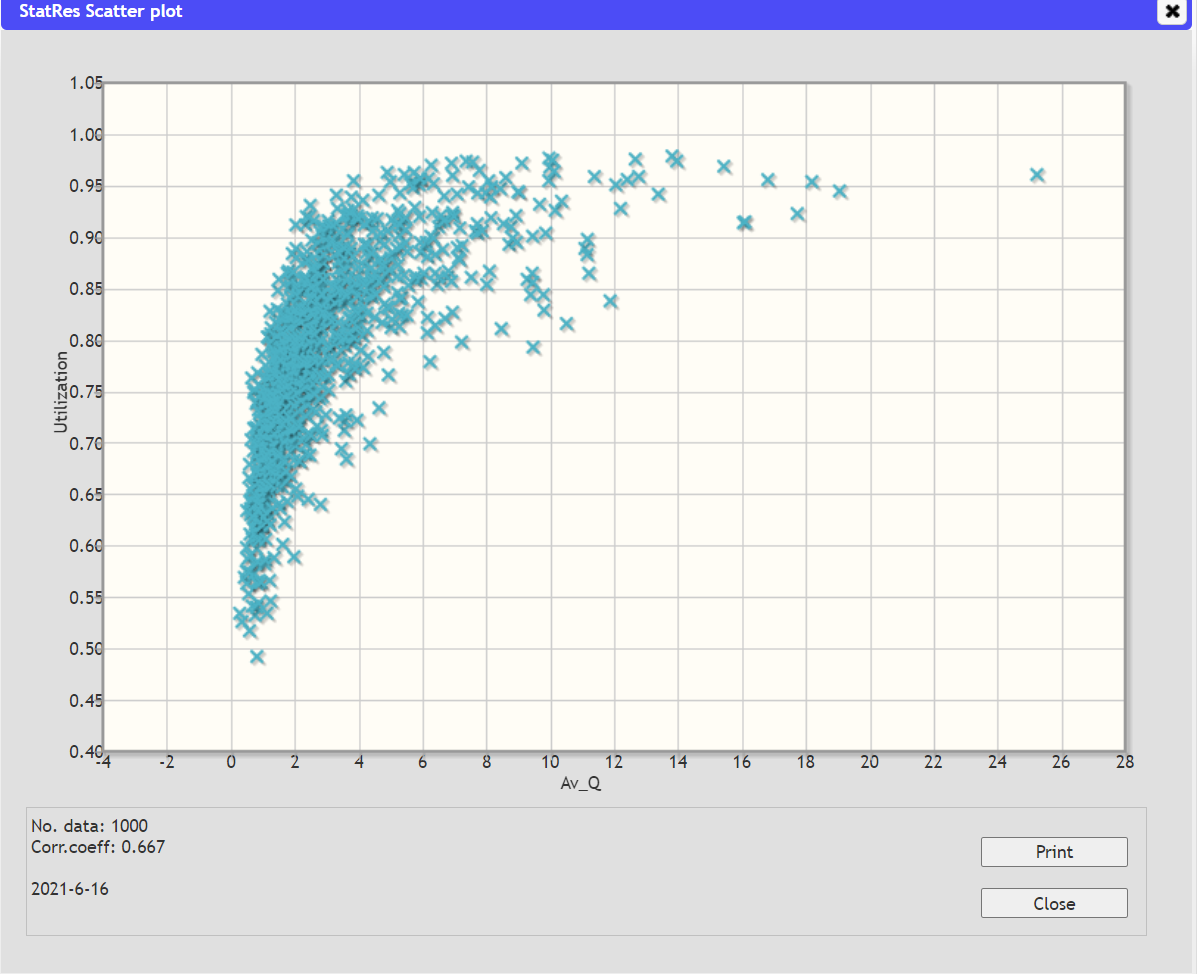 StatRes Scatter plot
1.05
1.00
0.95
0.90
0.85
0.80
0.75
0.70
0.65
0.60
0.55
0.50
0.45
0.40
Utilization
-4 -2 0 2 4 6 8 10 12 14 16 18 20 22 24 26 28
Av_Q
No. data: 1000
Corr.coeff: 0.667
2021-6-16
Print
Close